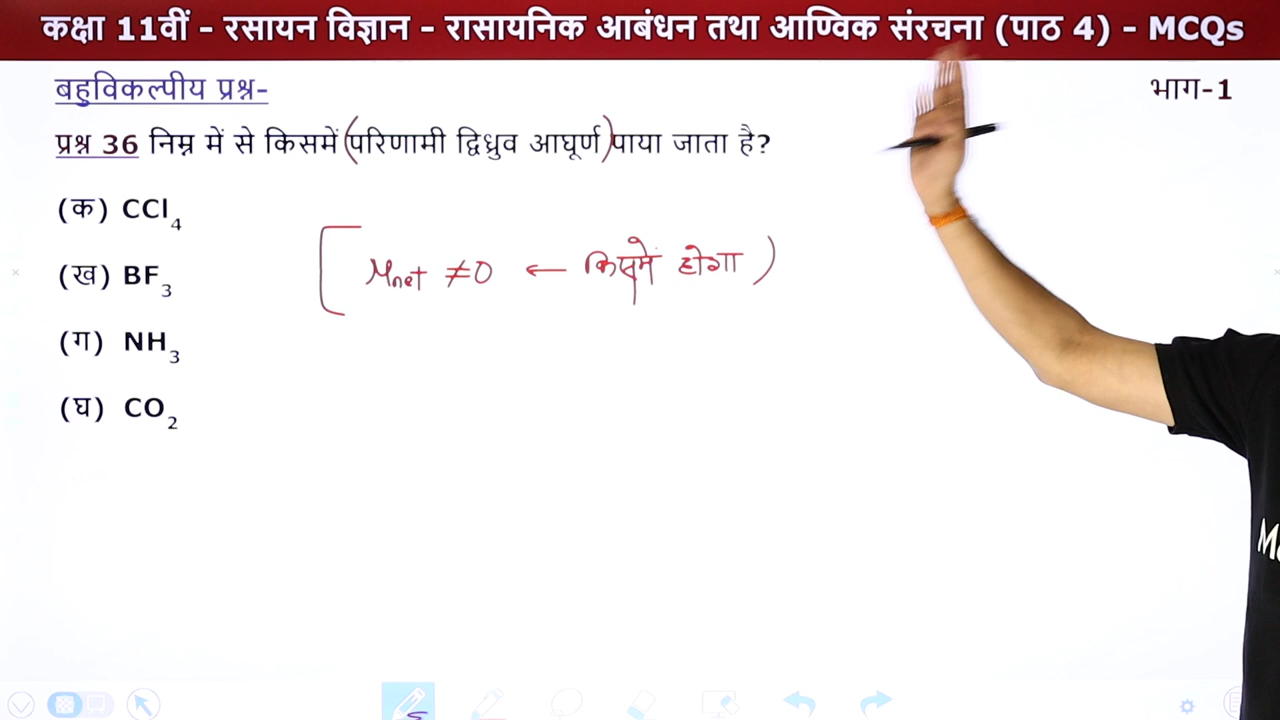 कक्षा 11वीं - रसायन विज्ञान - रासायनिक आबंधन तथा आण्विक संरचना (पाठ 4) - MCQs
बहुविकल्पीय प्रश्न-
भाग-1
प्रश्न 36 निम्न में से किसमें (परिणामी द्विध्रुव आघूर्ण) पाया जाता है?
(क) CCl₄
[ μnet ≠0 ← किसमे होगा )
(ख) BF₃
(ग) NH₃
(घ) CO₂